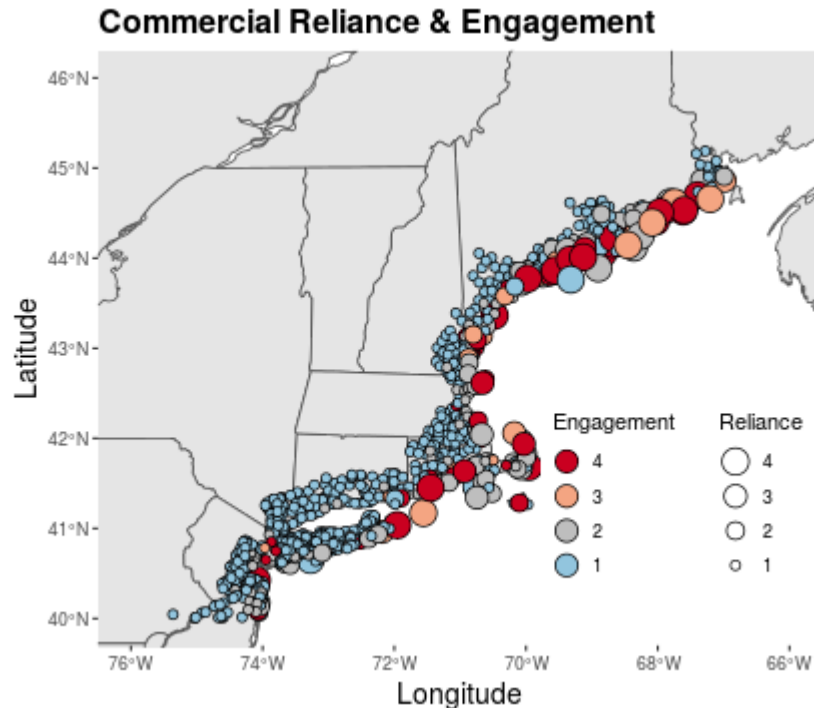 Commercial Reliance & Engagement
46°N
45°N
44°N
43°N
42°N
41°N
40°N
Latitude
Engagement
4
3
2
1
Reliance
4
3
2
1
76°W 74°W 72°W 70°W 68°W 66°W
Longitude